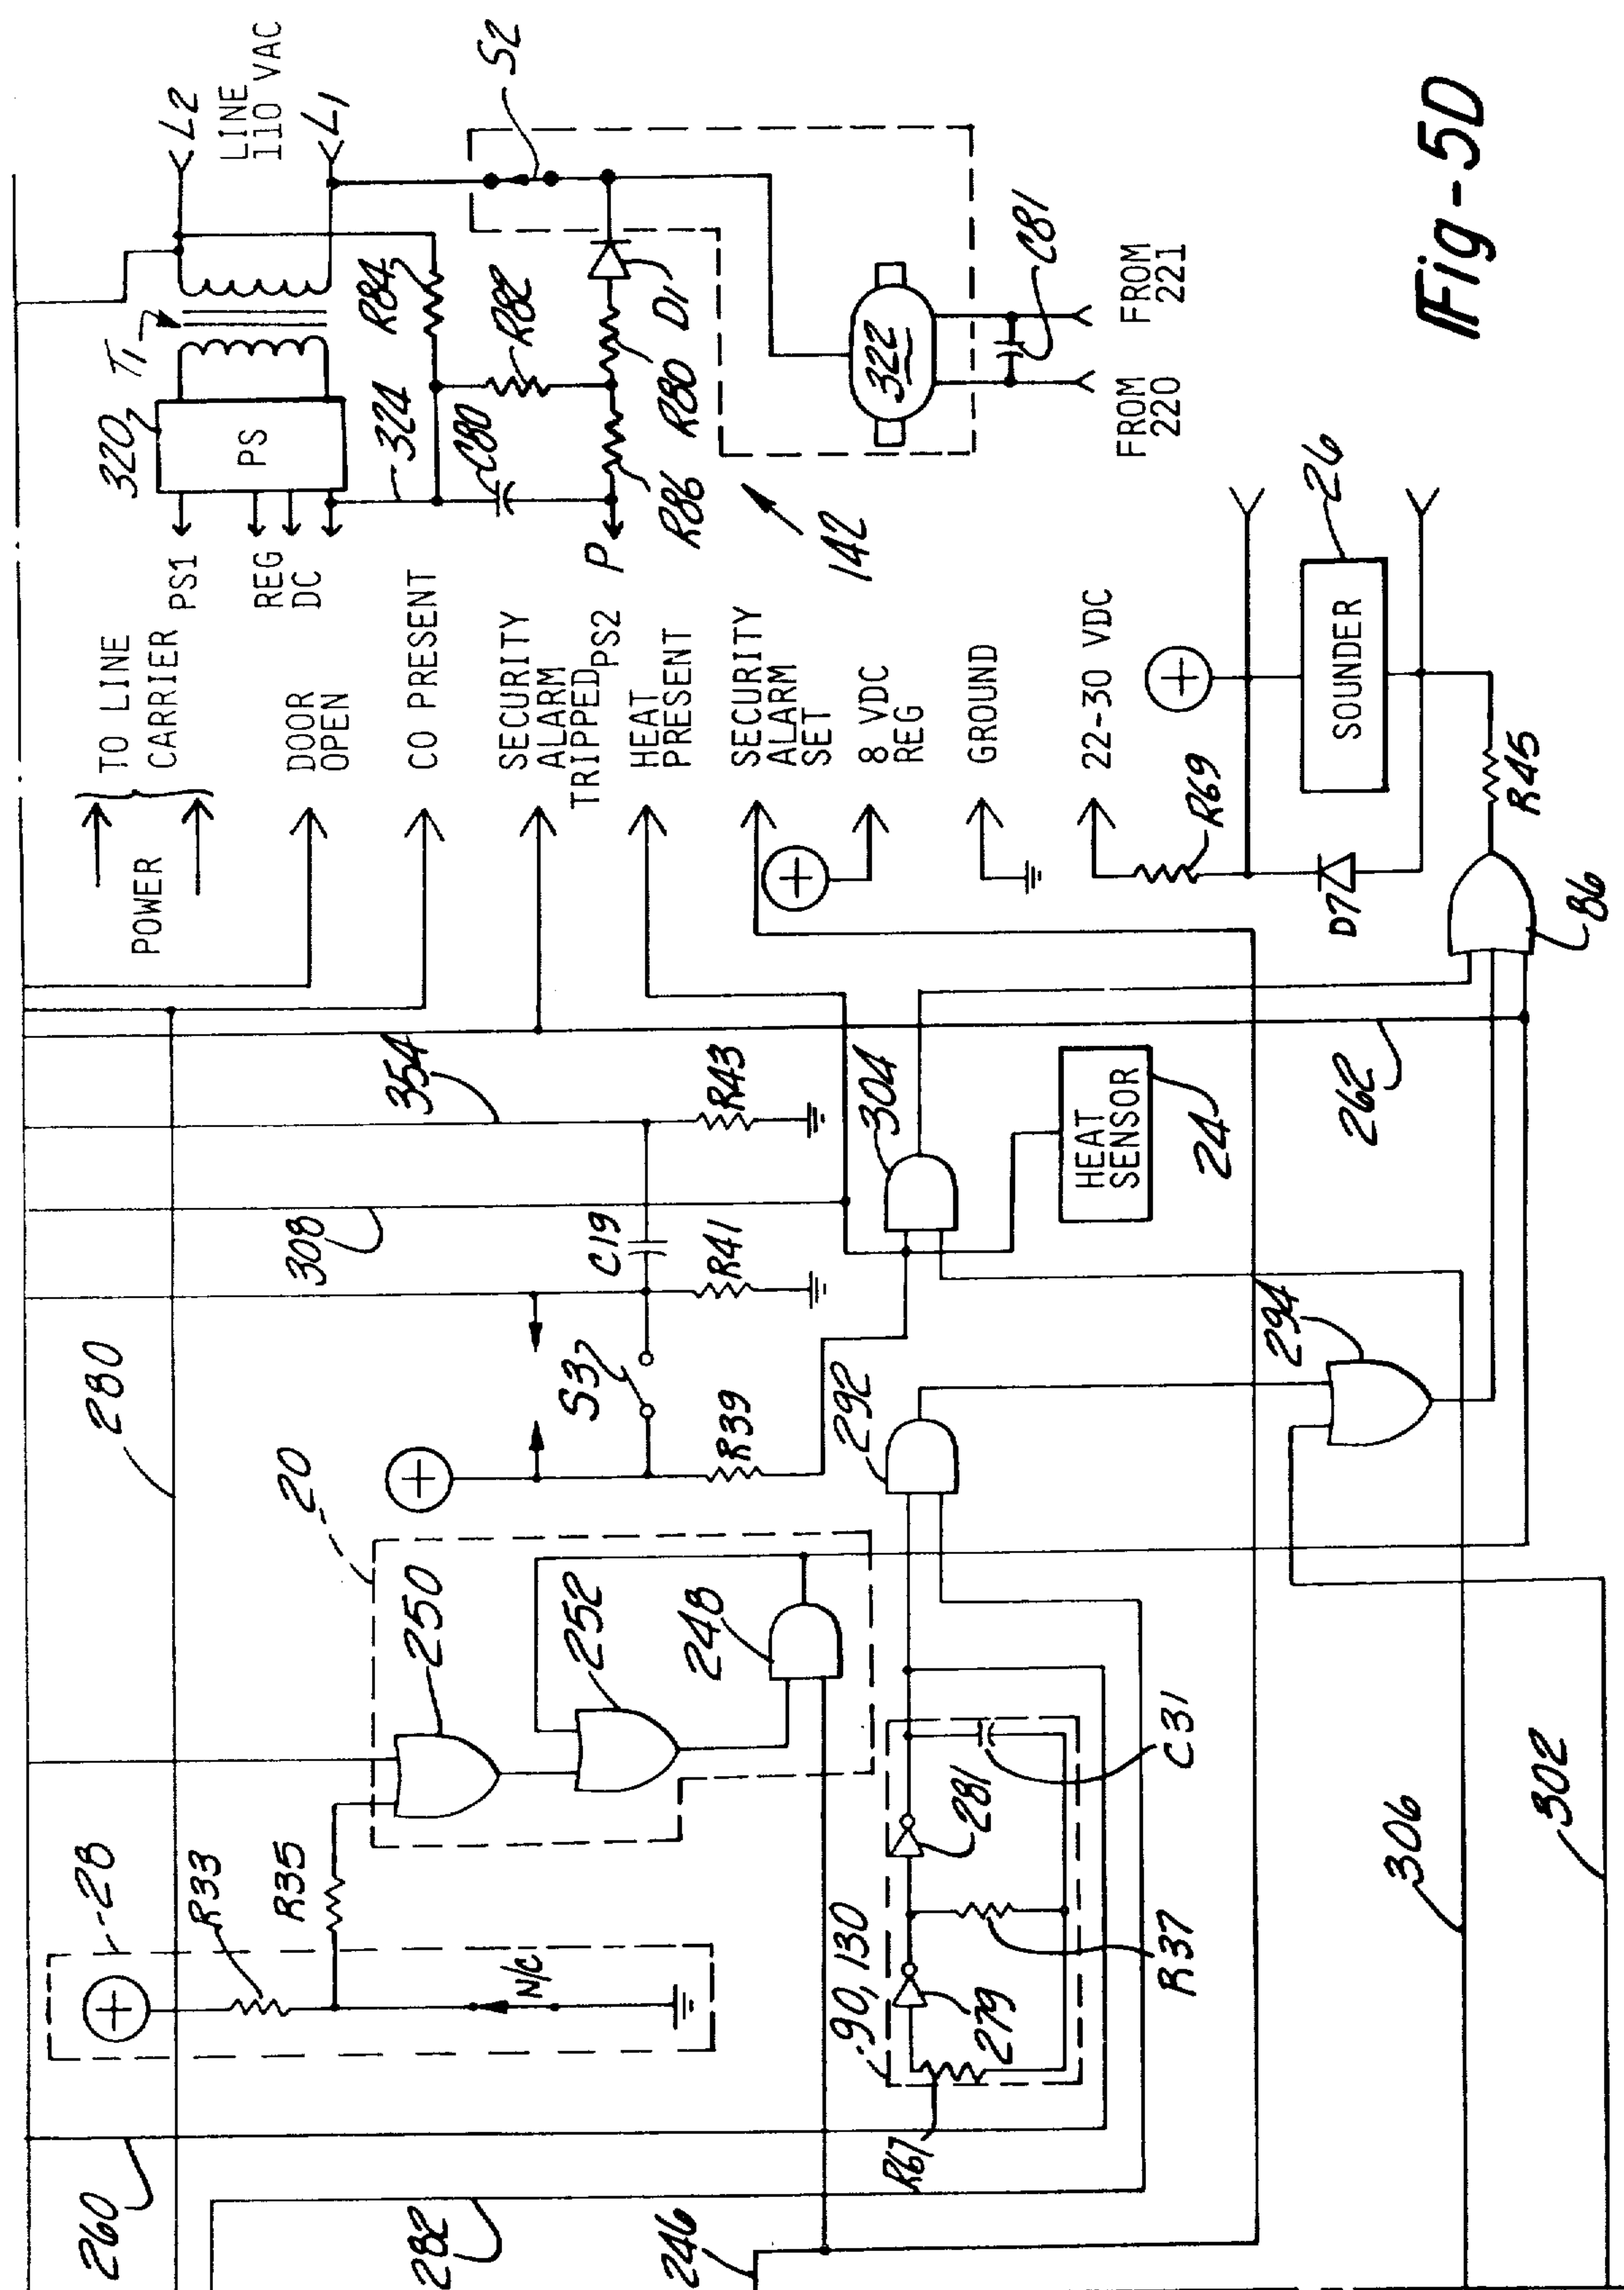 T1
L2
LINE
110 VAC
L1
S2
320
PS
R84
324
R82
C80
R80
D1
R86
P
142
322
C81
FROM
220
FROM
221
Fig-5D
TO LINE
CARRIER
PS1
POWER
REG
DC
DOOR
OPEN
CO PRESENT
SECURITY
ALARM
TRIPPED
PS2
HEAT
PRESENT
SECURITY
ALARM
SET
+
8 VDC
REG
GROUND
22-30 VDC
R69
+
D7
SOUNDER
26
R45
86
280
308
354
C19
R43
R41
S3
+
R39
304
HEAT
SENSOR
24
262
292
294
20
250
252
248
28
+
R33
R35
N/C
90, 130
281
279
R67
R37
C31
260
282
246
306
302